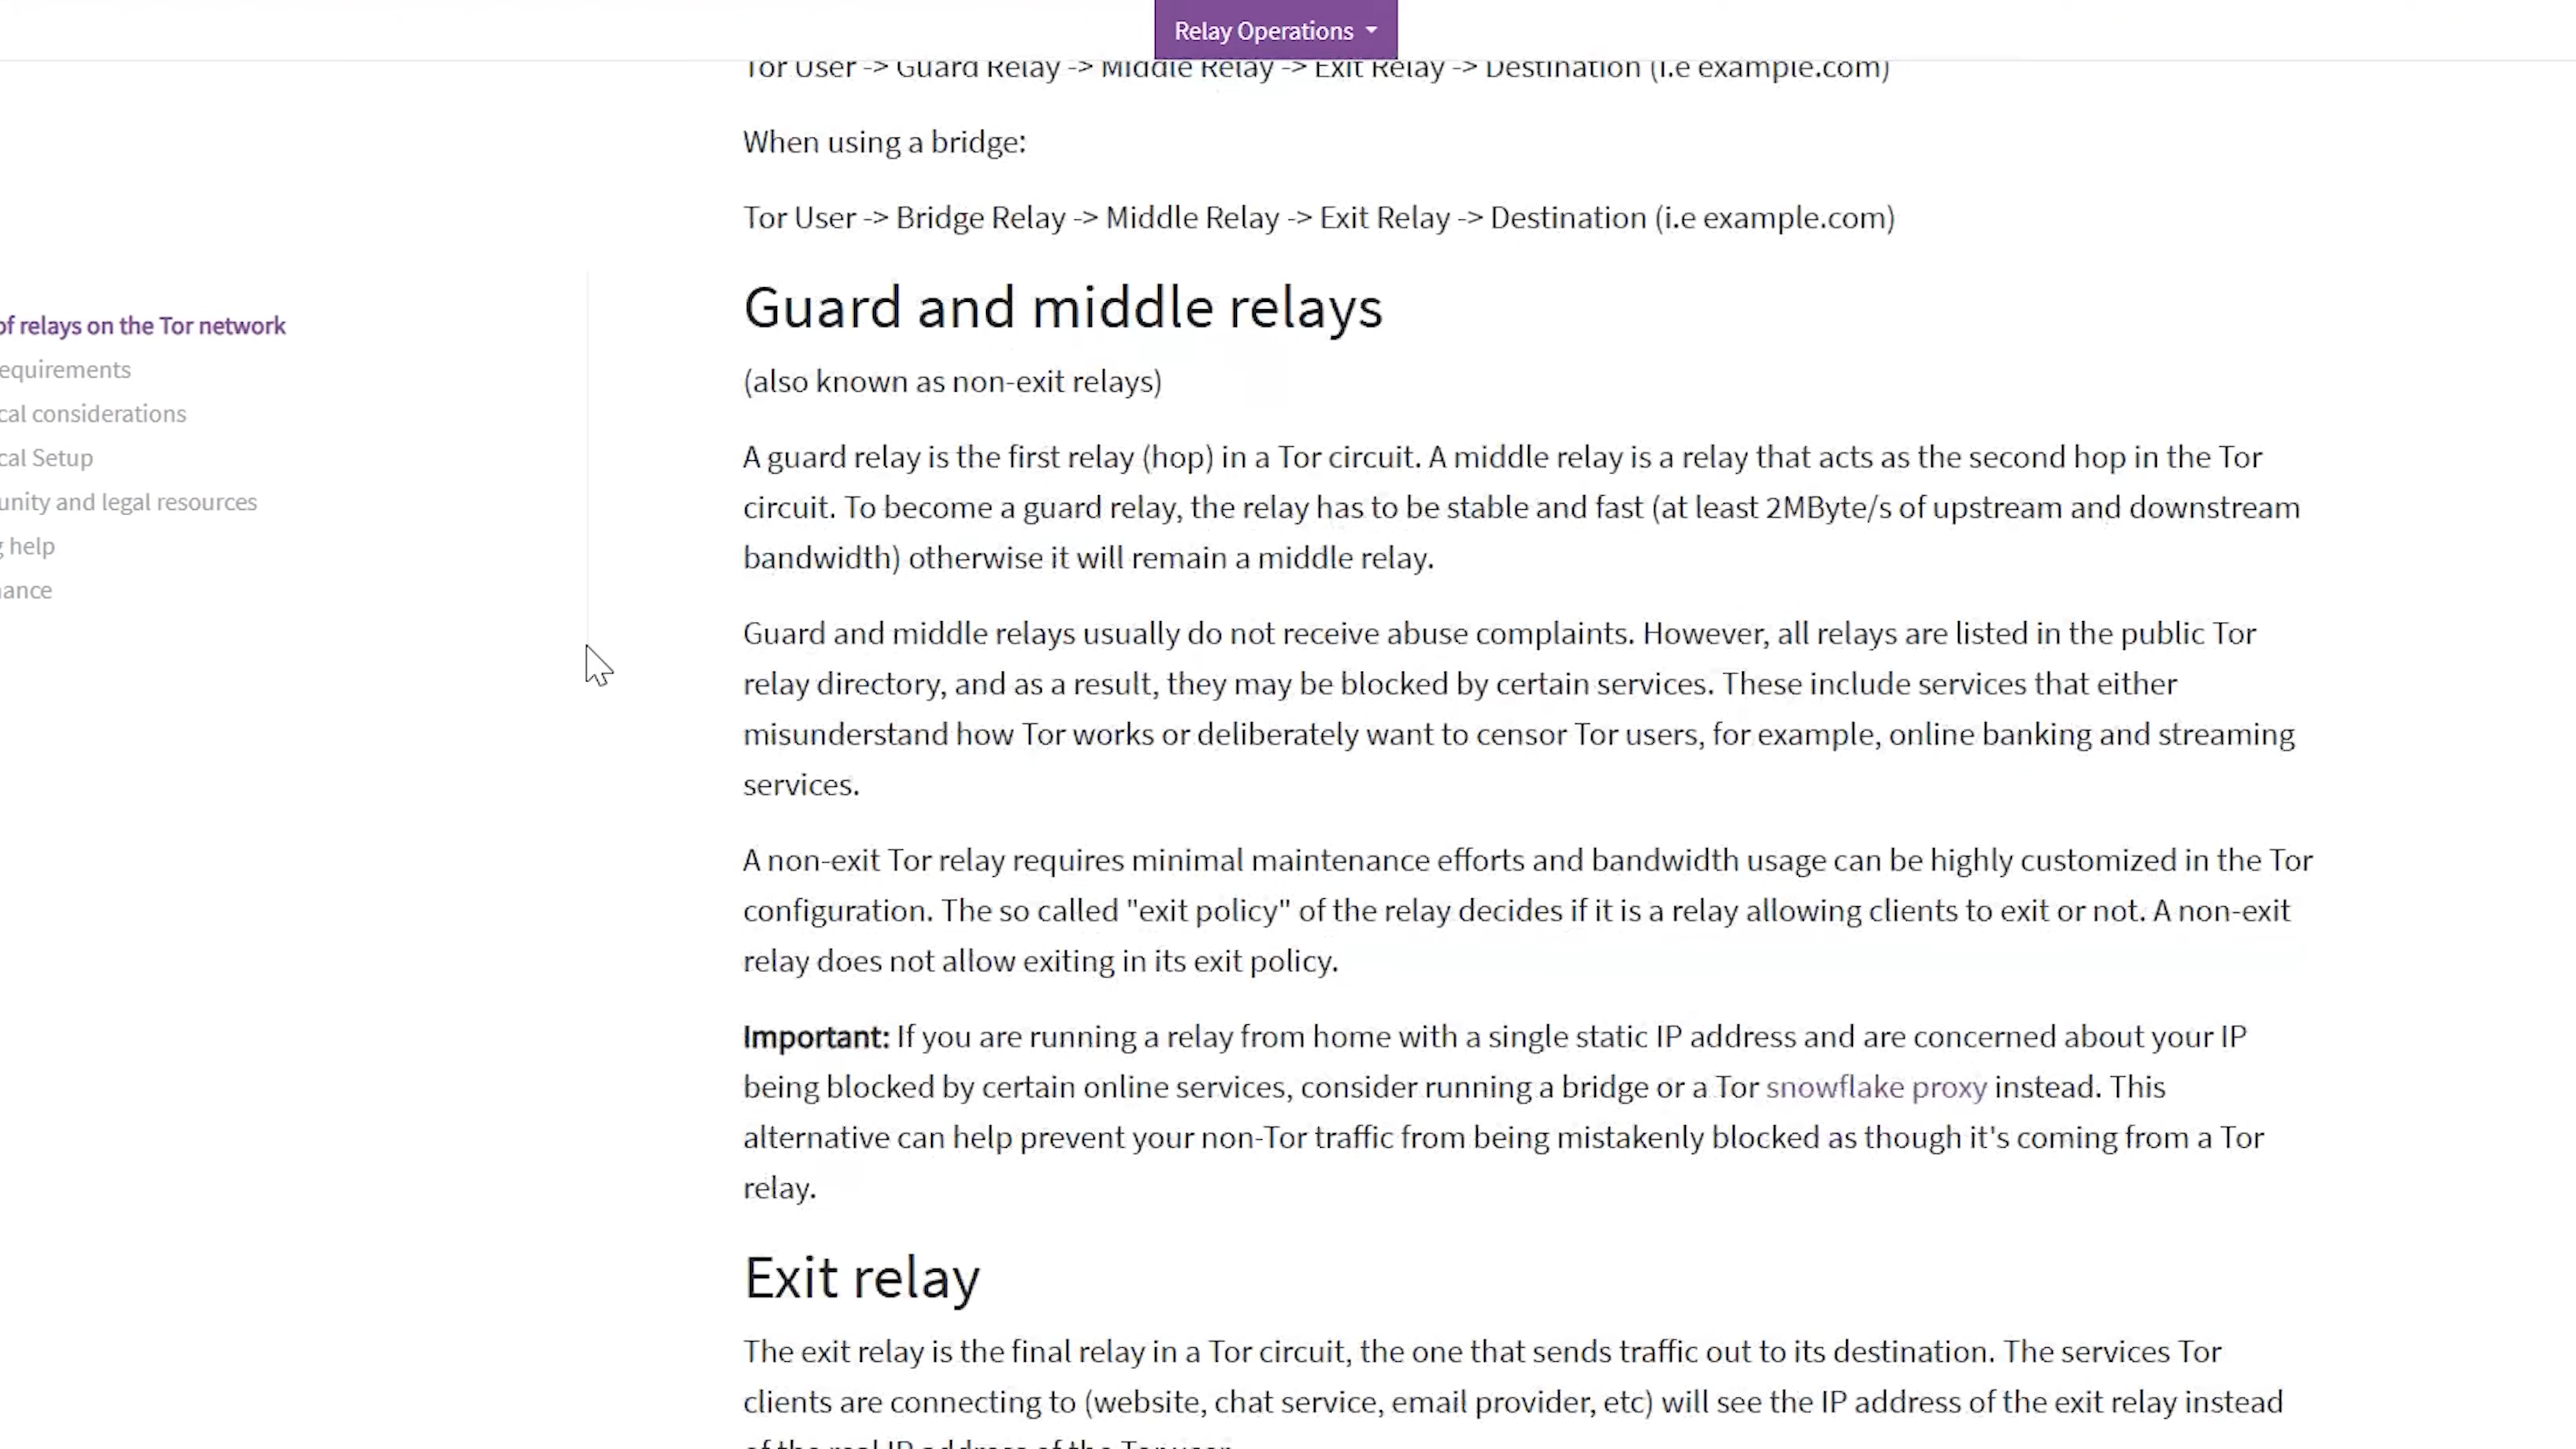 Relay Operations
Tor User -> Guard Relay -> Middle Relay -> Exit Relay -> Destination (i.e example.com)
When using a bridge:
Tor User -> Bridge Relay -> Middle Relay -> Exit Relay -> Destination (i.e example.com)
of relays on the Tor network
equirements
cal considerations
cal Setup
unity and legal resources
help
ance
Guard and middle relays
(also known as non-exit relays)
A guard relay is the first relay (hop) in a Tor circuit. A middle relay is a relay that acts as the second hop in the Tor
circuit. To become a guard relay, the relay has to be stable and fast (at least 2MByte/s of upstream and downstream
bandwidth) otherwise it will remain a middle relay.
Guard and middle relays usually do not receive abuse complaints. However, all relays are listed in the public Tor
relay directory, and as a result, they may be blocked by certain services. These include services that either
misunderstand how Tor works or deliberately want to censor Tor users, for example, online banking and streaming
services.
A non-exit Tor relay requires minimal maintenance efforts and bandwidth usage can be highly customized in the Tor
configuration. The so called "exit policy" of the relay decides if it is a relay allowing clients to exit or not. A non-exit
relay does not allow exiting in its exit policy.
Important: If you are running a relay from home with a single static IP address and are concerned about your IP
being blocked by certain online services, consider running a bridge or a Tor snowflake proxy instead. This
alternative can help prevent your non-Tor traffic from being mistakenly blocked as though it's coming from a Tor
relay.
Exit relay
The exit relay is the final relay in a Tor circuit, the one that sends traffic out to its destination. The services Tor
clients are connecting to (website, chat service, email provider, etc) will see the IP address of the exit relay instead
of the real IP address of the Tor user.